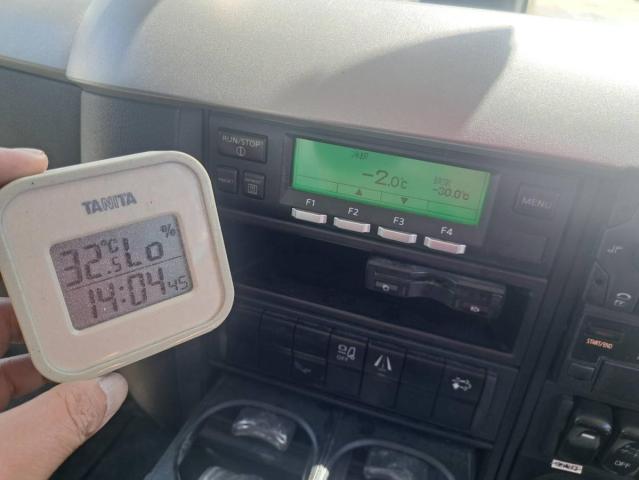 TANITA
32.5°C Lo %
14:04 45
RUN/STOP
-2.0℃
-30.0℃
MENU
F1
F2
F3
F4
OFF
START/END
OFF